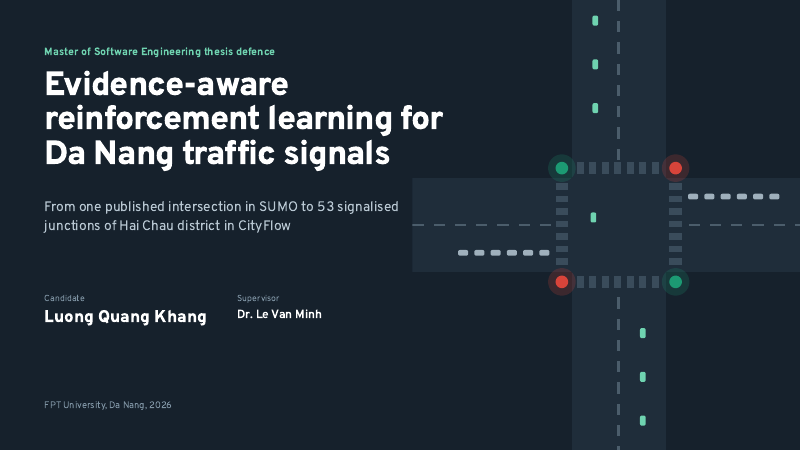 Master of Software Engineering thesis defence
Evidence-aware
reinforcement learning for
Da Nang traffic signals
From one published intersection in SUMO to 53 signalised
junctions of Hai Chau district in CityFlow
Candidate
Luong Quang Khang
Supervisor
Dr. Le Van Minh
FPT University, Da Nang, 2026